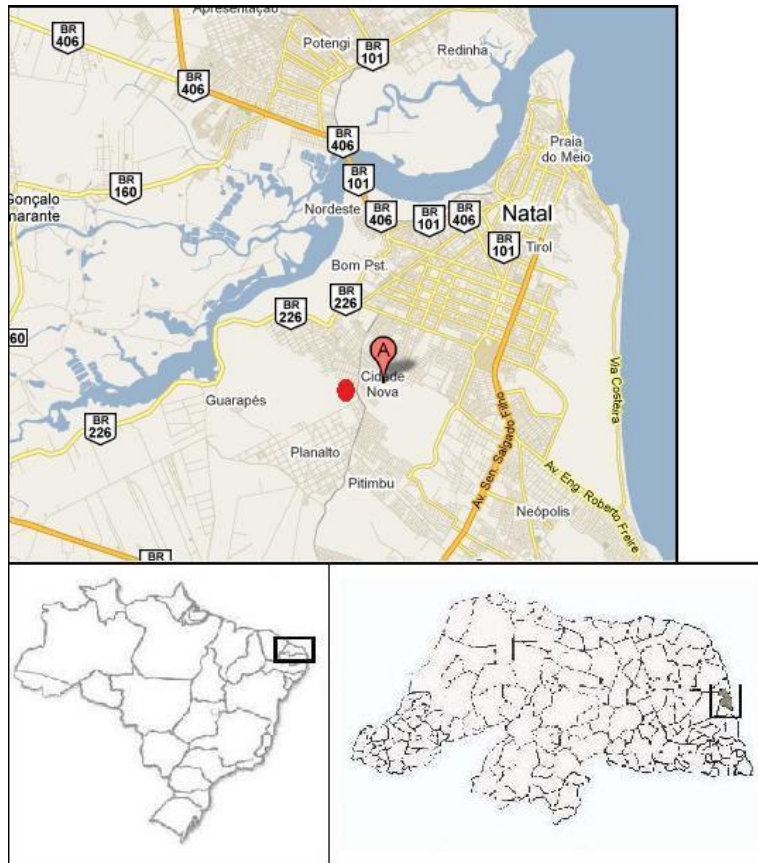 Apresentação
BR
406
Potengi
BR
101
Redinha
BR
406
BR
406
Praia
do Meio
BR
160
Gonçalo
marante
BR
101
Nordeste
BR
406
BR
101
BR
406
Natal
BR
101
Tirol
Bom Pst.
BR
226
BR
226
60
A
Cidade
Nova
Via Costeira
Guarapés
BR
226
Planalto
Pitimbu
Av. Sen. Salgado Filho
Av. Eng. Roberto Freire
Neópolis
BR